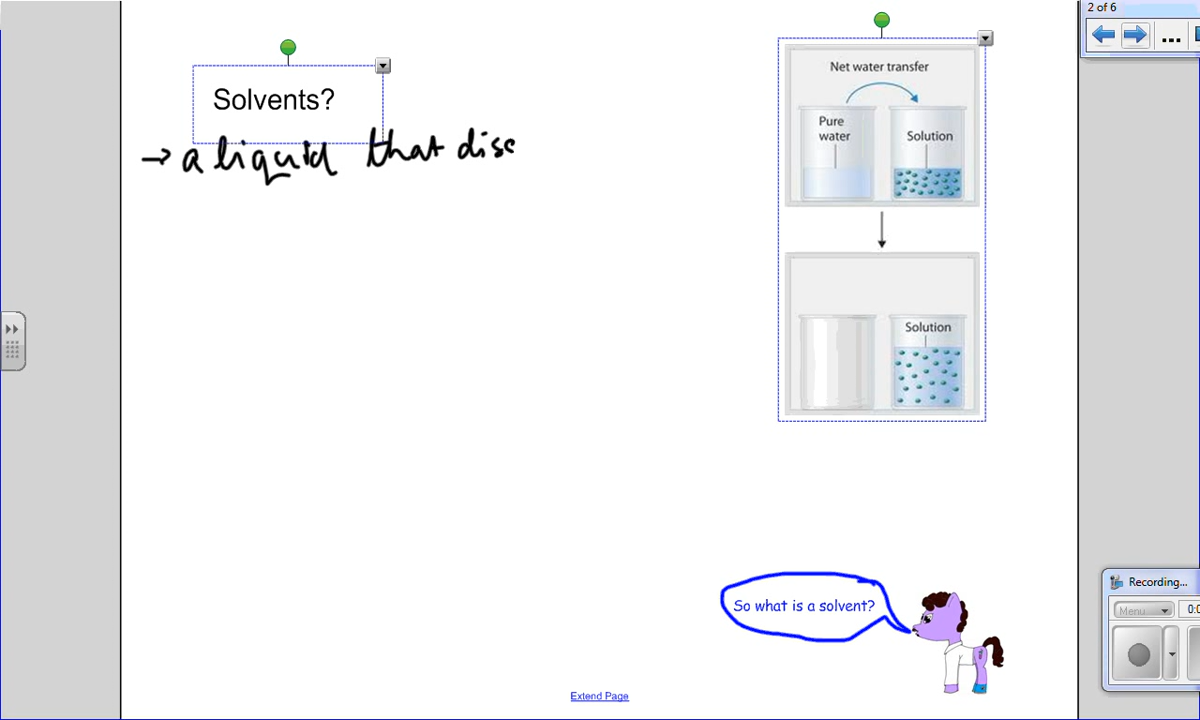 2 of 6
Solvents?
→ a liquid that disc
Net water transfer
Pure
water
Solution
Solution
So what is a solvent?
Recording...
Menu
Extend Page